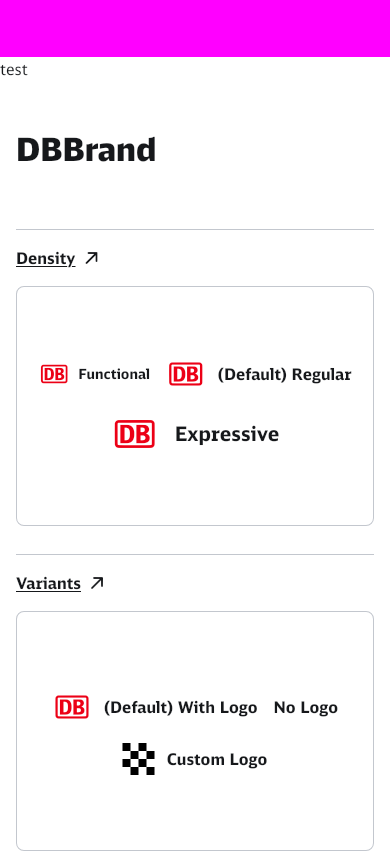 test
DBBrand
Density
DB Functional DB (Default) Regular
DB Expressive
Variants
DB (Default) With Logo No Logo
Custom Logo